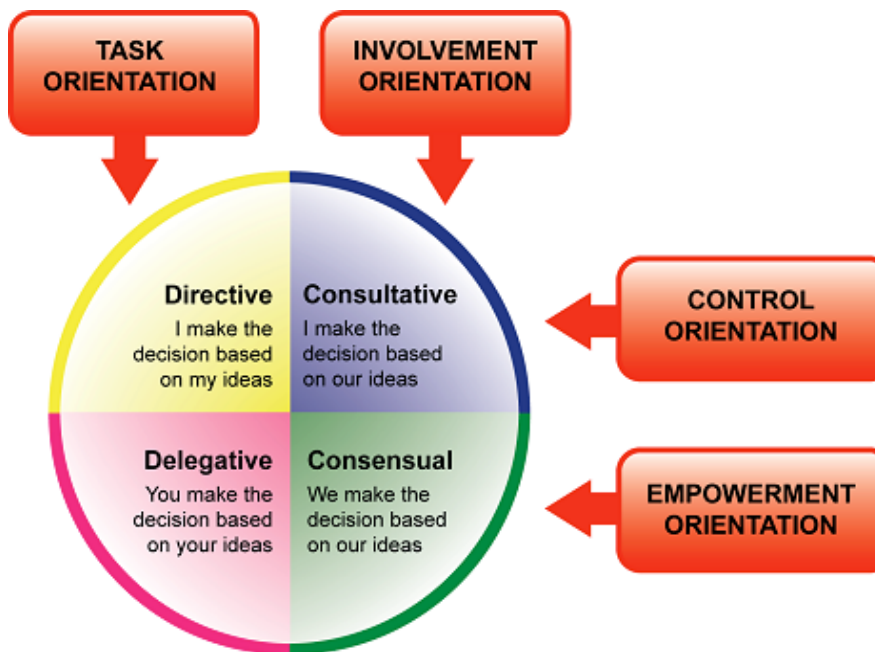 TASK
ORIENTATION
INVOLVEMENT
ORIENTATION
Directive
I make the
decision based
on my ideas
Consultative
I make the
decision based
on our ideas
CONTROL
ORIENTATION
Delegative
You make the
decision based
on your ideas
Consensual
We make the
decision based
on our ideas
EMPOWERMENT
ORIENTATION